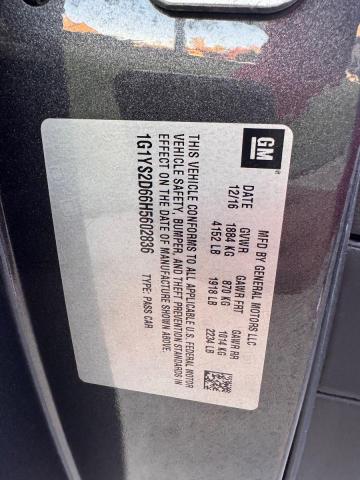 GM
MFD BY GENERAL MOTORS LLC
DATE GVWR GAWR FRT GAWR RR
12/16 1884 KG 870 KG 1014 KG
4152 LB 1918 LB 2234 LB
THIS VEHICLE CONFORMS TO ALL APPLICABLE U.S. FEDERAL MOTOR
VEHICLE SAFETY, BUMPER, AND THEFT PREVENTION STANDARDS IN
EFFECT ON THE DATE OF MANUFACTURE SHOWN ABOVE.
1G1YS2D66H5602836 TYPE: PASS CAR